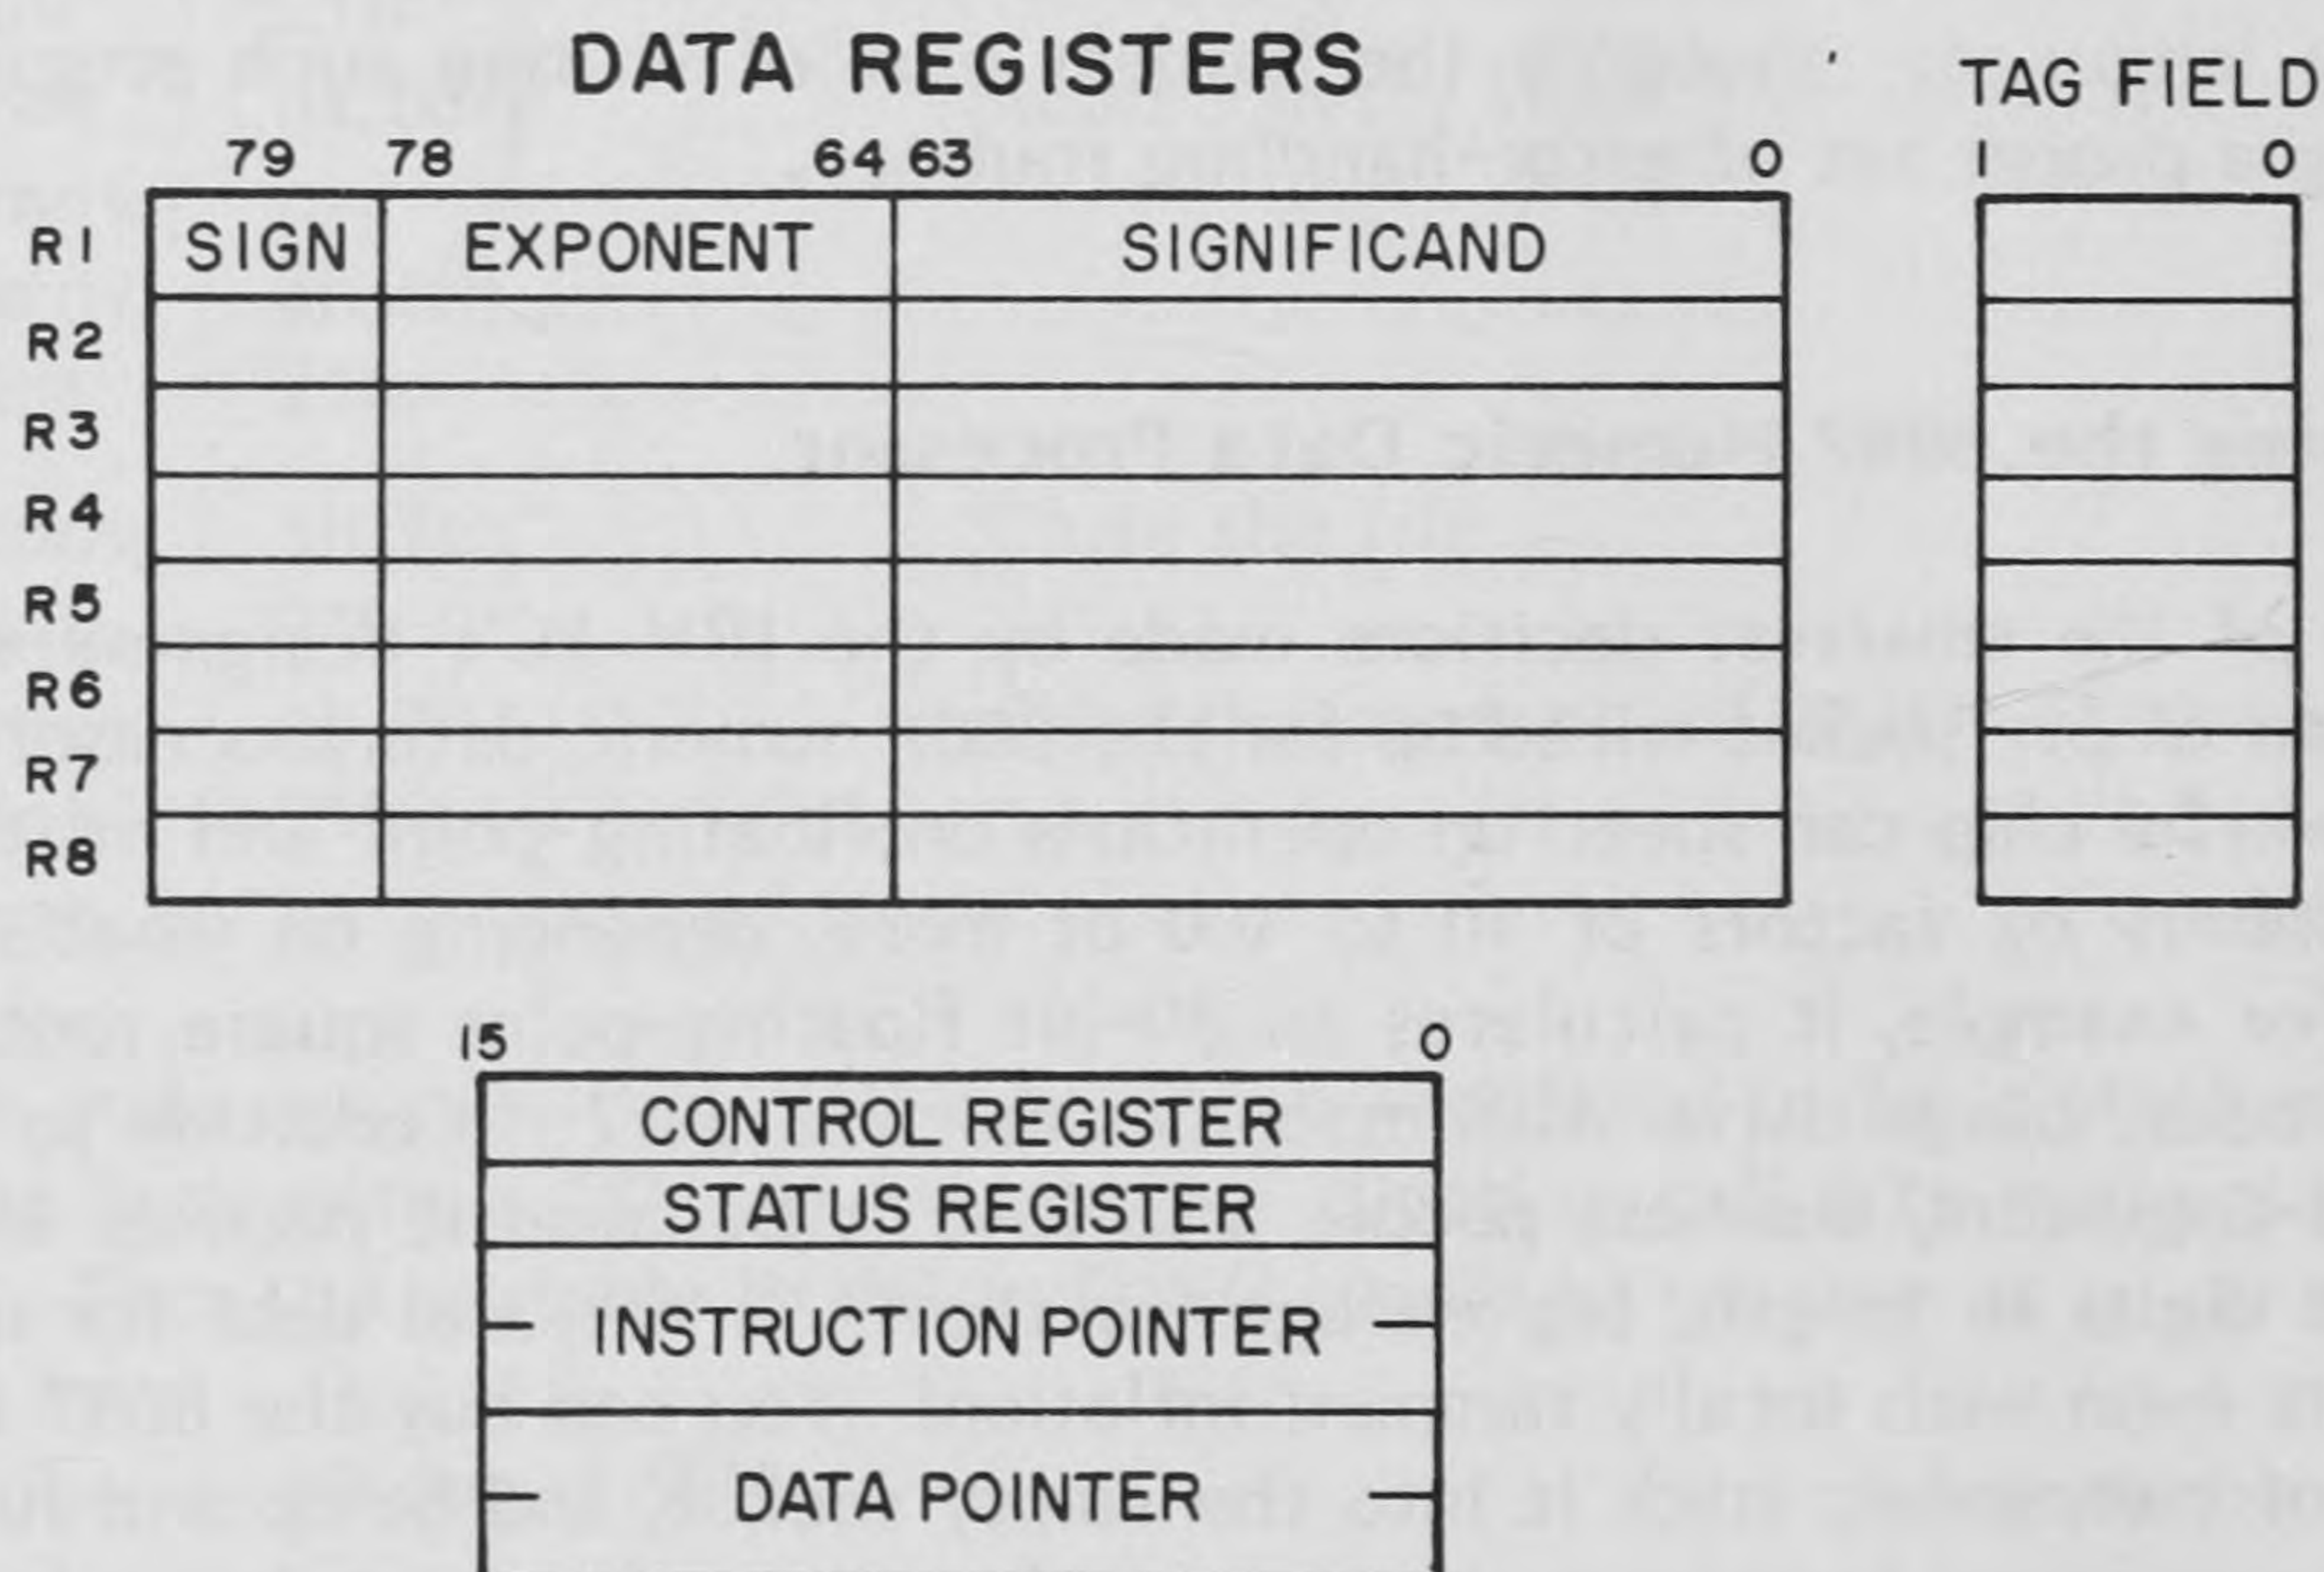 DATA REGISTERS
TAG FIELD
79 78 64 63 0 1 0
R1 SIGN EXPONENT SIGNIFICAND
R2
R3
R4
R5
R6
R7
R8
15 0
CONTROL REGISTER
STATUS REGISTER
INSTRUCTION POINTER
DATA POINTER